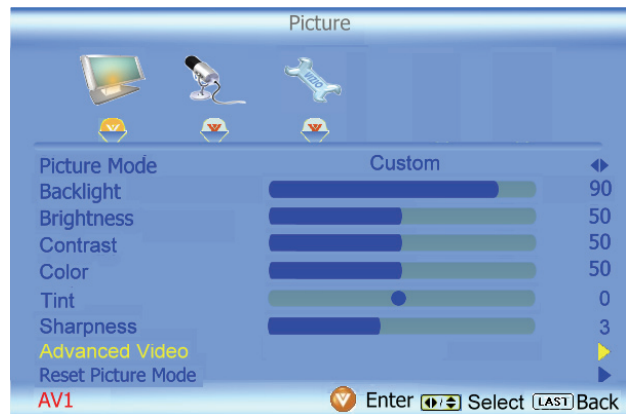 Picture
VIZIO
Picture Mode Custom
Backlight 90
Brightness 50
Contrast 50
Color 50
Tint 0
Sharpness 3
Advanced Video
Reset Picture Mode
AV1 V Enter Select LAST Back